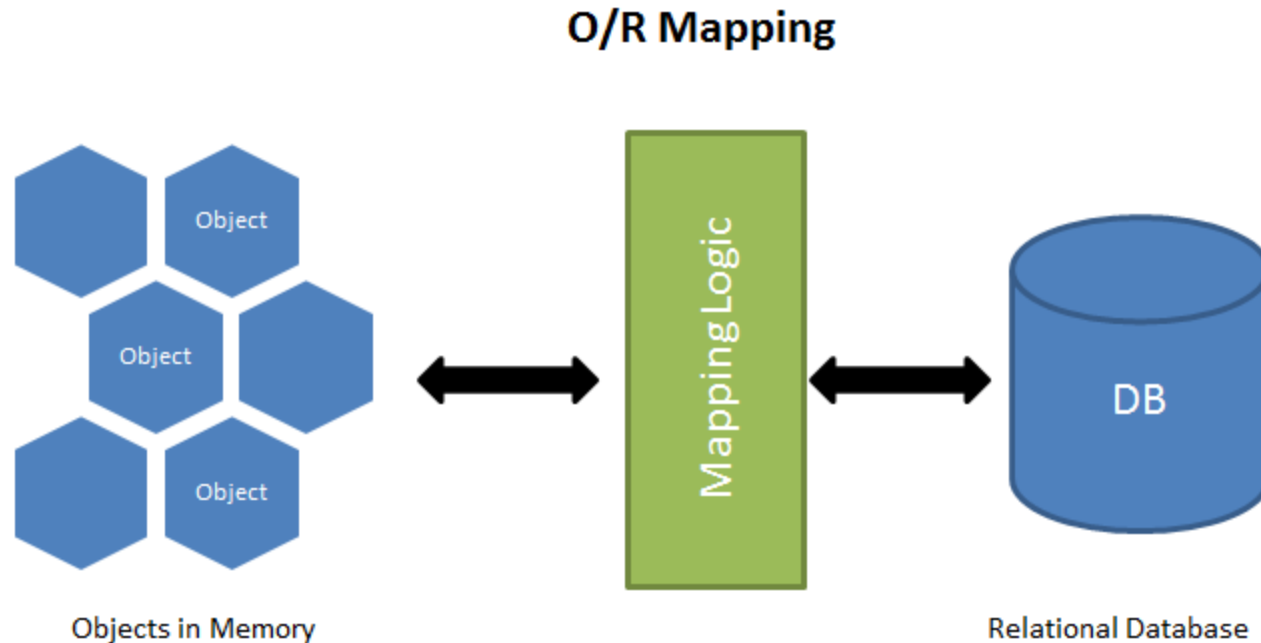 O/R Mapping
Object
Object
Object
Mapping Logic
DB
Objects in Memory
Relational Database